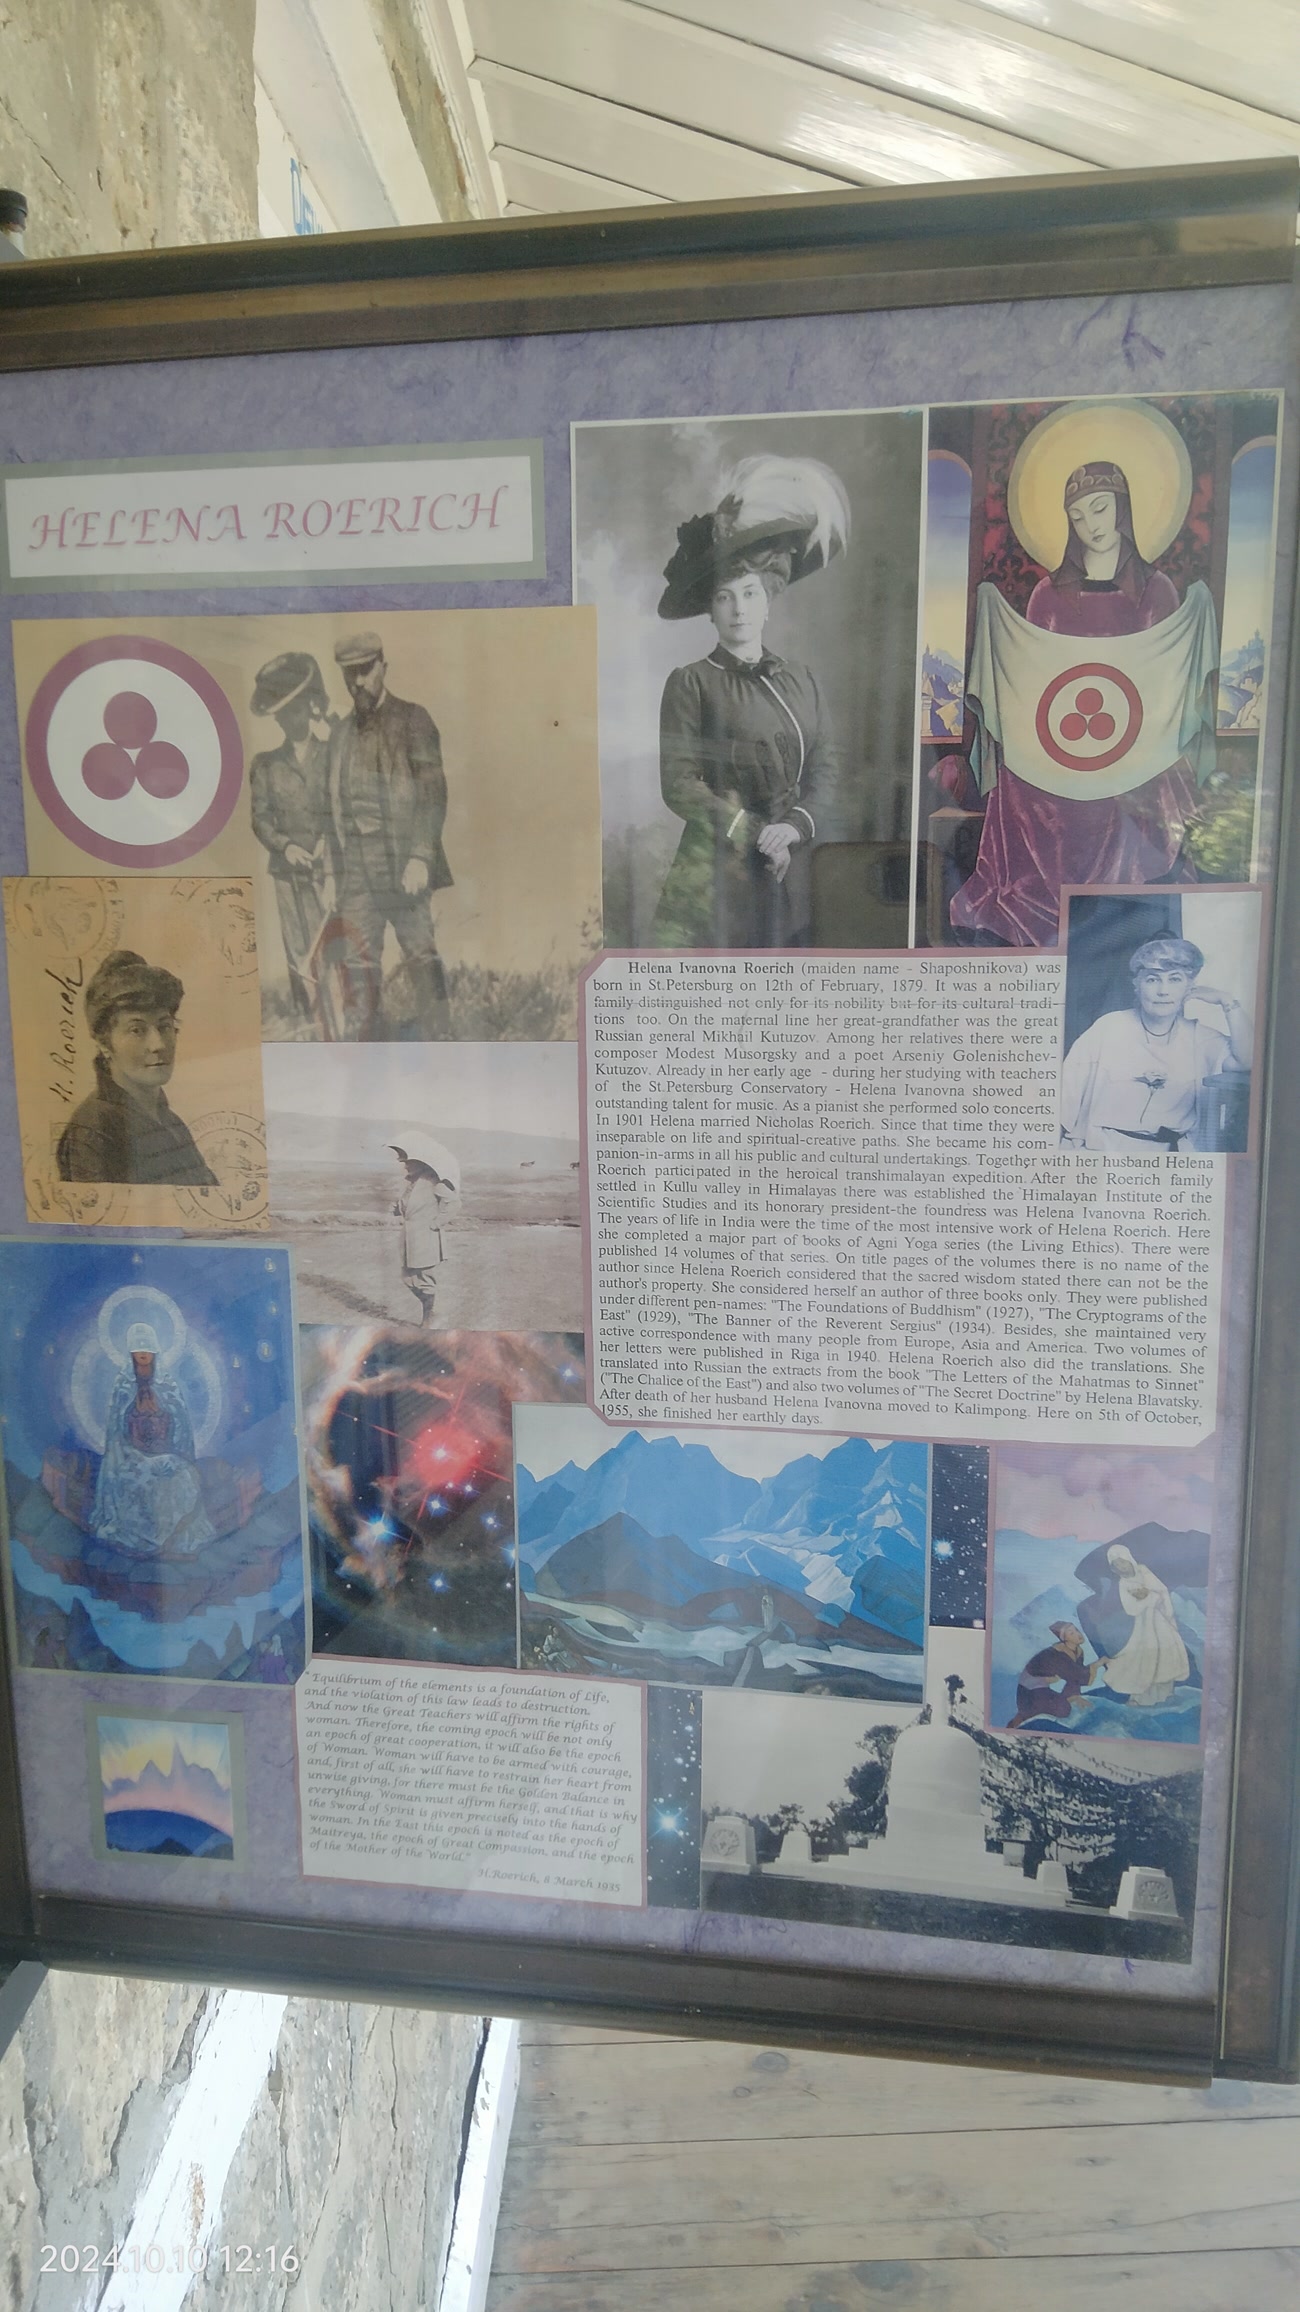 HELENA ROERICH
H. Roerich
Helena Ivanovna Roerich (maiden name - Shaposhnikova) was
born in St.Petersburg on 12th of February, 1879. It was a nobiliary
family distinguished not only for its nobility but for its cultural tradi-
tions too. On the maternal line her great-grandfather was the great
Russian general Mikhail Kutuzov. Among her relatives there were a
composer Modest Musorgsky and a poet Arseniy Golenishchev-
Kutuzov. Already in her early age - during her studying with teachers
of the St.Petersburg Conservatory - Helena Ivanovna showed an
outstanding talent for music. As a pianist she performed solo concerts.
In 1901 Helena married Nicholas Roerich. Since that time they were
inseparable on life and spiritual-creative paths. She became his com-
panion-in-arms in all his public and cultural undertakings. Together with her husband Helena
Roerich participated in the heroical transhimalayan expedition. After the Roerich family
settled in Kullu valley in Himalayas there was established the Himalayan Institute of the
Scientific Studies and its honorary president-the foundress was Helena Ivanovna Roerich.
The years of life in India were the time of the most intensive work of Helena Roerich. Here
she completed a major part of books of Agni Yoga series (the Living Ethics). There were
published 14 volumes of that series. On title pages of the volumes there is no name of the
author since Helena Roerich considered that the sacred wisdom stated there can not be the
author's property. She considered herself an author of three books only. They were published
under different pen-names: "The Foundations of Buddhism" (1927), "The Cryptograms of the
East" (1929), "The Banner of the Reverent Sergius" (1934). Besides, she maintained very
active correspondence with many people from Europe, Asia and America. Two volumes of
her letters were published in Riga in 1940. Helena Roerich also did the translations. She
translated into Russian the extracts from the book "The Letters of the Mahatmas to Sinnet"
("The Chalice of the East") and also two volumes of "The Secret Doctrine" by Helena Blavatsky.
After death of her husband Helena Ivanovna moved to Kalimpong. Here on 5th of October,
1955, she finished her earthly days.
"Equilibrium of the elements is a foundation of Life,
and the violation of this law leads to destruction.
And now the Great Teachers will affirm the rights of
woman. Therefore, the coming epoch will be not only
an epoch of great cooperation, it will also be the epoch
of Woman. Woman will have to be armed with courage,
and, first of all, she will have to restrain her heart from
unwise giving, for there must be the Golden Balance in
everything. Woman must affirm herself, and that is why
the Sword of Spirit is given precisely into the hands of
woman. In the East this epoch is noted as the epoch of
Maitreya, the epoch of Great Compassion, and the epoch
of the Mother of the World."
H.Roerich, 8 March 1935
2024.10.10 12:16